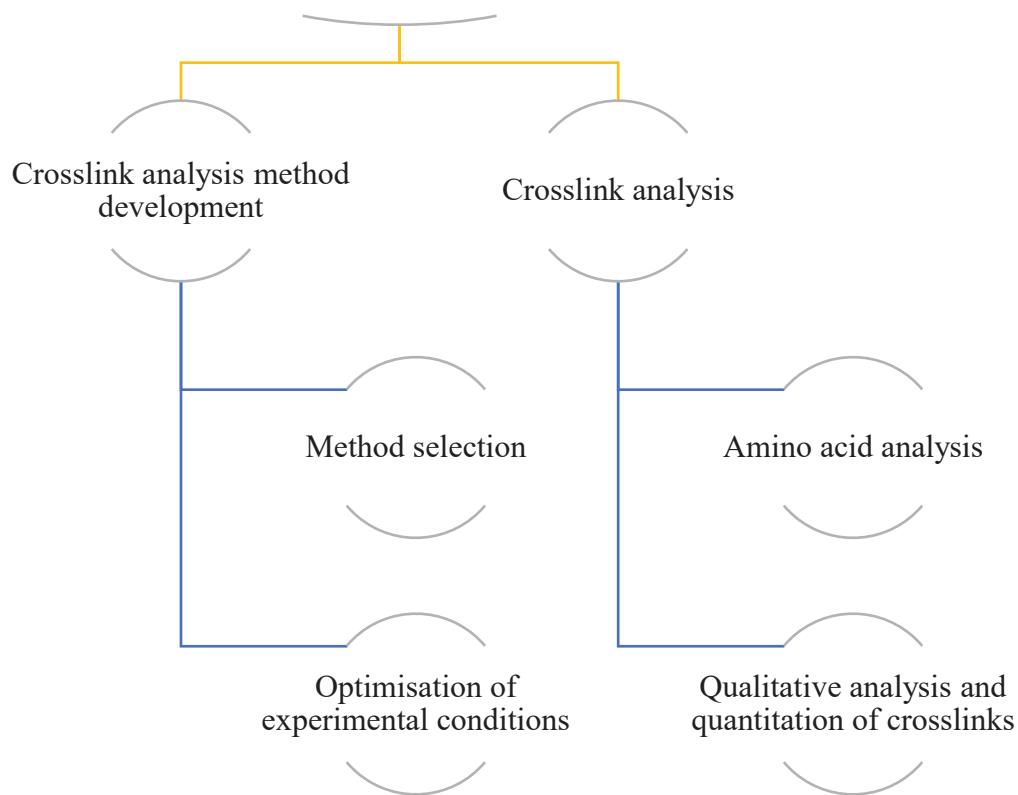 Crosslink analysis method
development
Crosslink analysis
Method selection
Amino acid analysis
Optimisation of
experimental conditions
Qualitative analysis and
quantitation of crosslinks